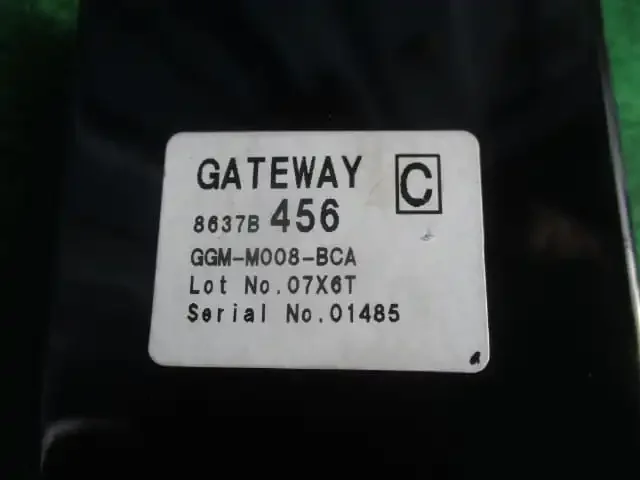 GATEWAY C
8637B 456
GGM-M008-BCA
Lot No.07X6T
Serial No.01485
a